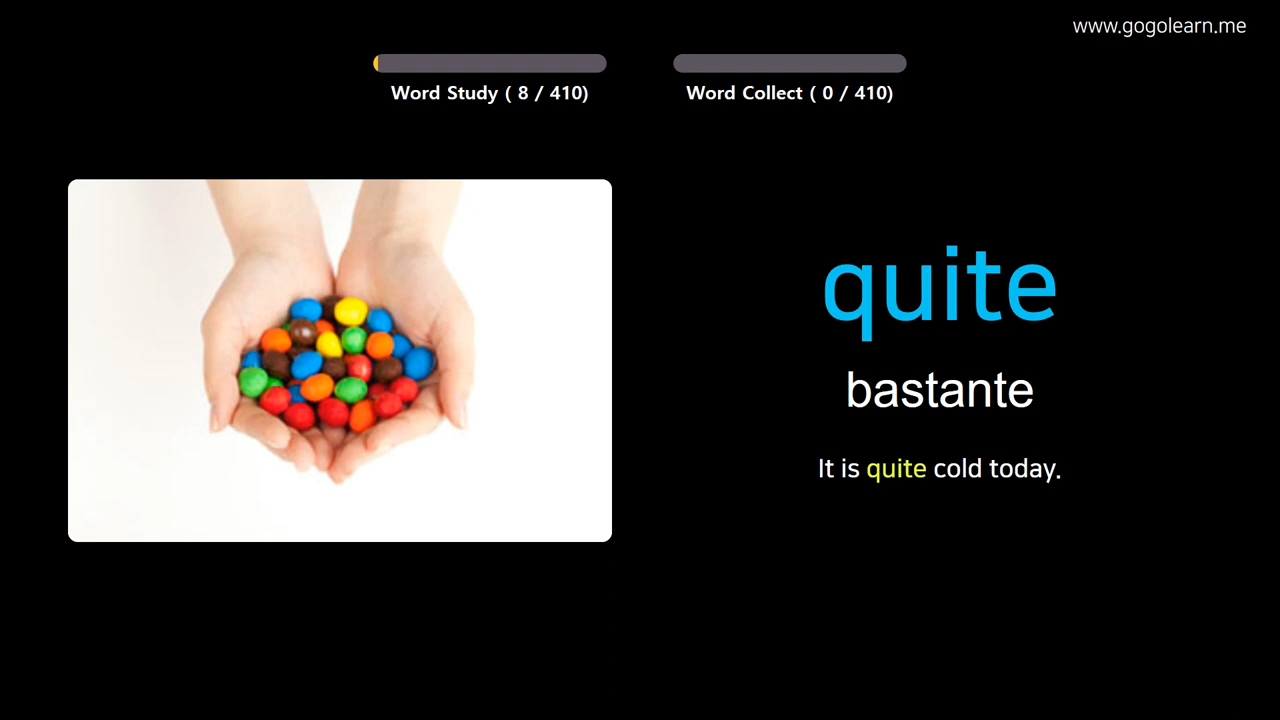 www.gogolearn.me
Word Study ( 8 / 410)
Word Collect ( 0 / 410)
quite
bastante
It is quite cold today.